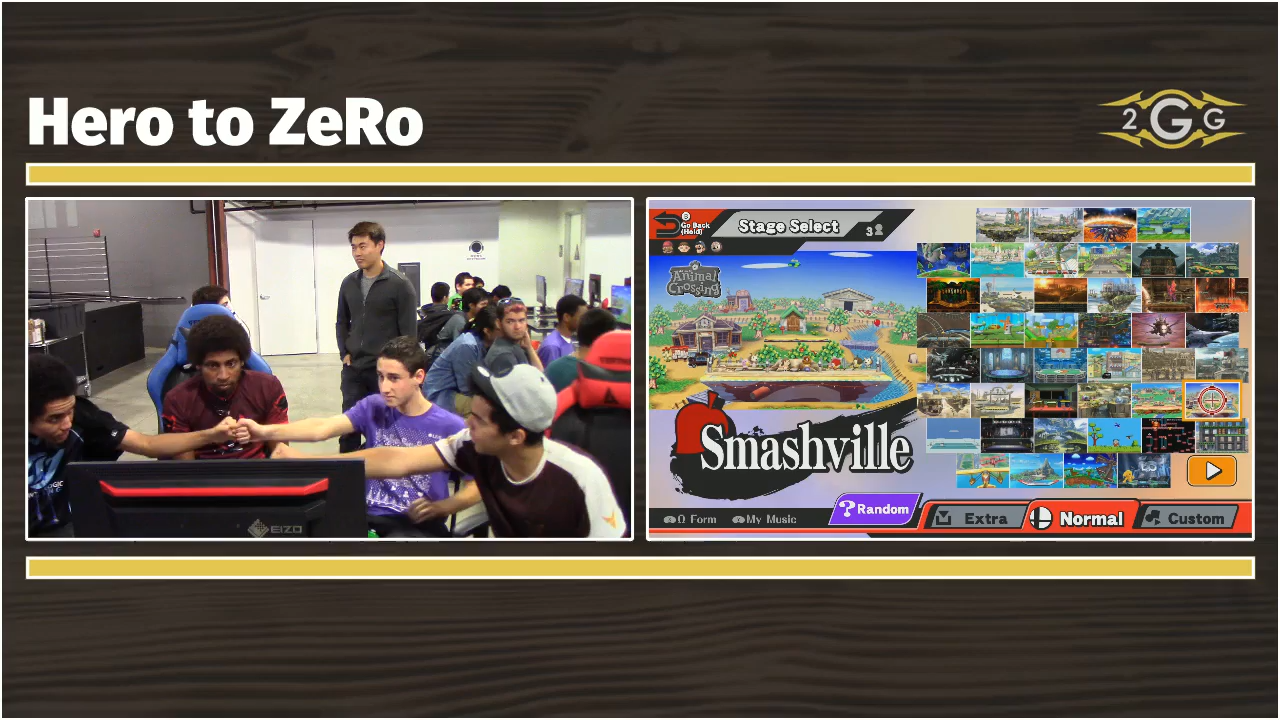 Hero to ZeRo
2GG
Go Back
(Hold)
Stage Select
3
Animal
Crossing
Smashville
Ω Form
My Music
? Random
Extra
Normal
Custom
EIZO